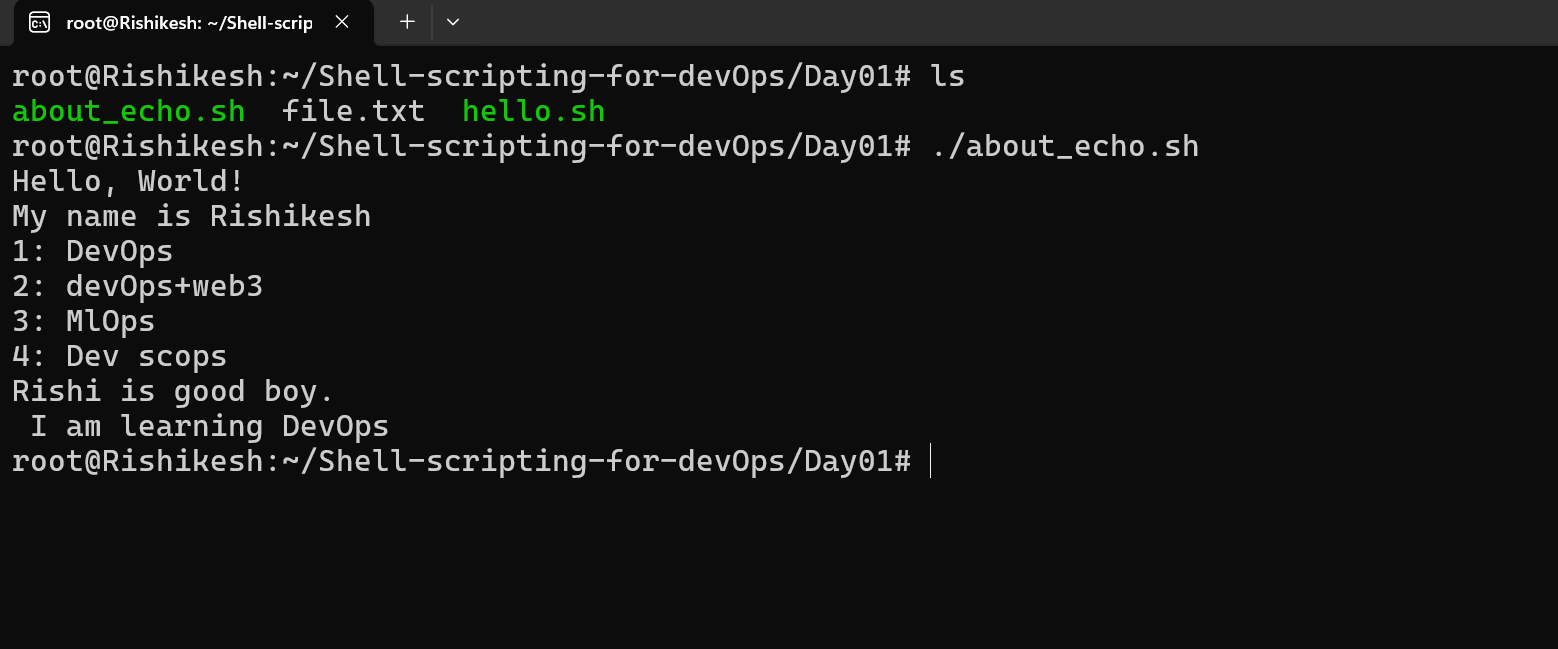 root@Rishikesh: ~/Shell-scrip
root@Rishikesh:~/Shell-scripting-for-devOps/Day01# ls
about_echo.sh  file.txt  hello.sh
root@Rishikesh:~/Shell-scripting-for-devOps/Day01# ./about_echo.sh
Hello, World!
My name is Rishikesh
1: DevOps
2: devOps+web3
3: MlOps
4: Dev scops
Rishi is good boy.
 I am learning DevOps
root@Rishikesh:~/Shell-scripting-for-devOps/Day01#